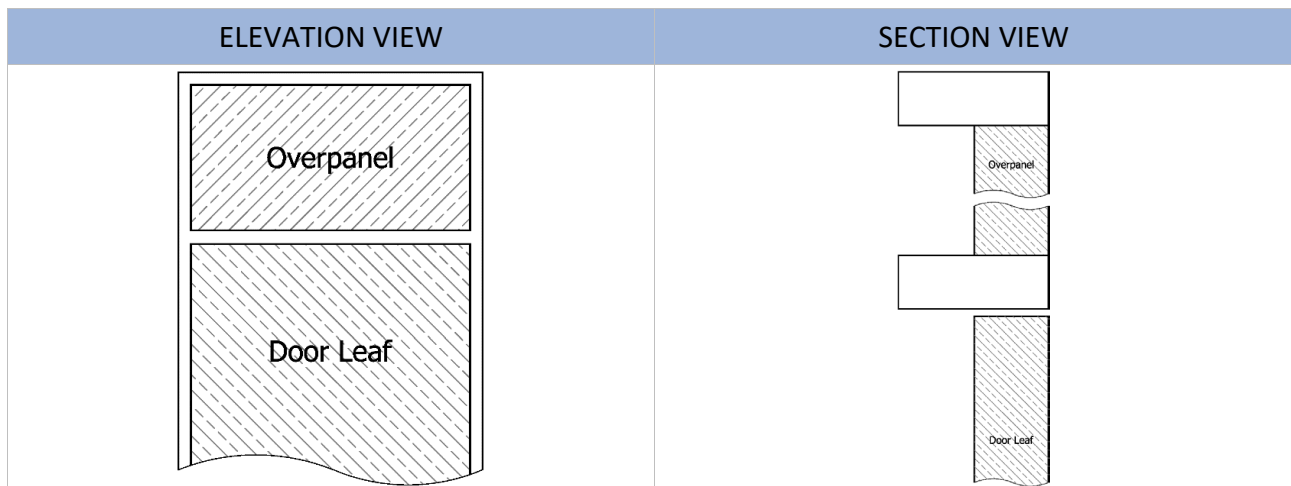 ELEVATION VIEW
SECTION VIEW
Overpanel
Door Leaf
Overpanel
Door Leaf